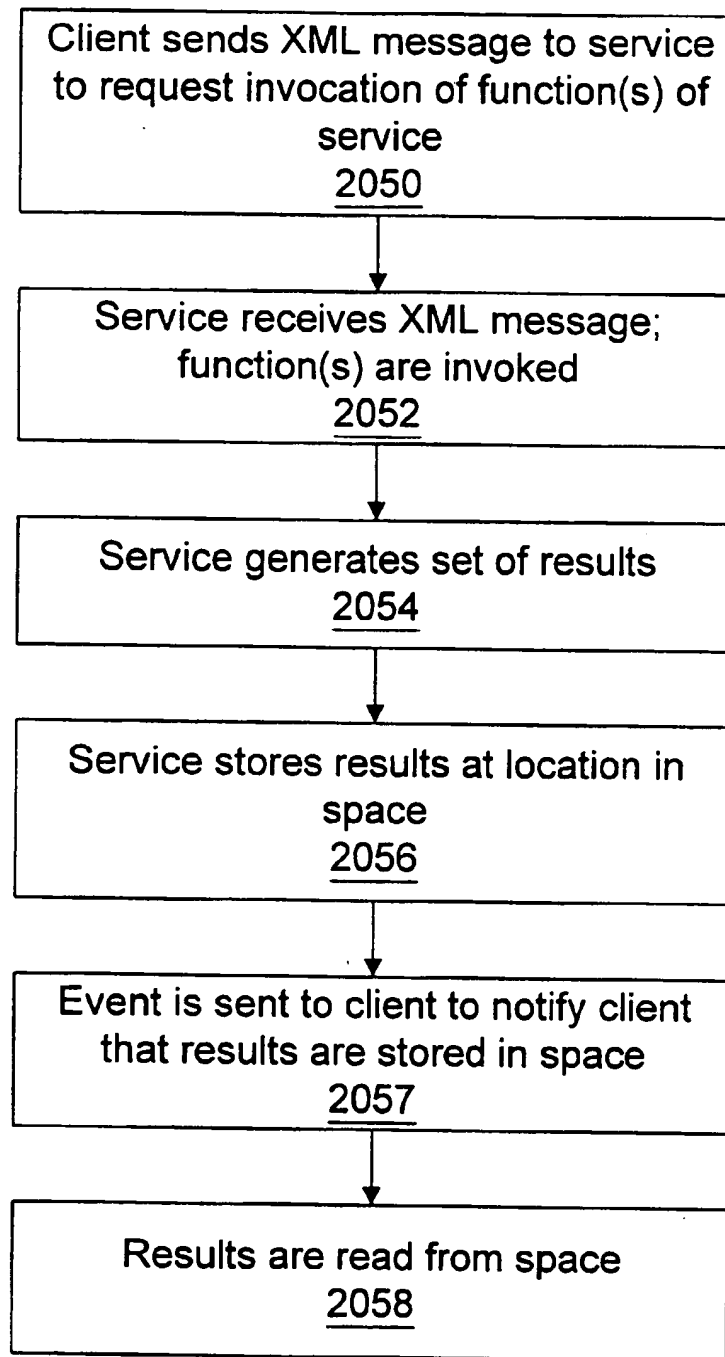 Client sends XML message to service
to request invocation of function(s) of
service
2050
Service receives XML message;
function(s) are invoked
2052
Service generates set of results
2054
Service stores results at location in
space
2056
Event is sent to client to notify client
that results are stored in space
2057
Results are read from space
2058